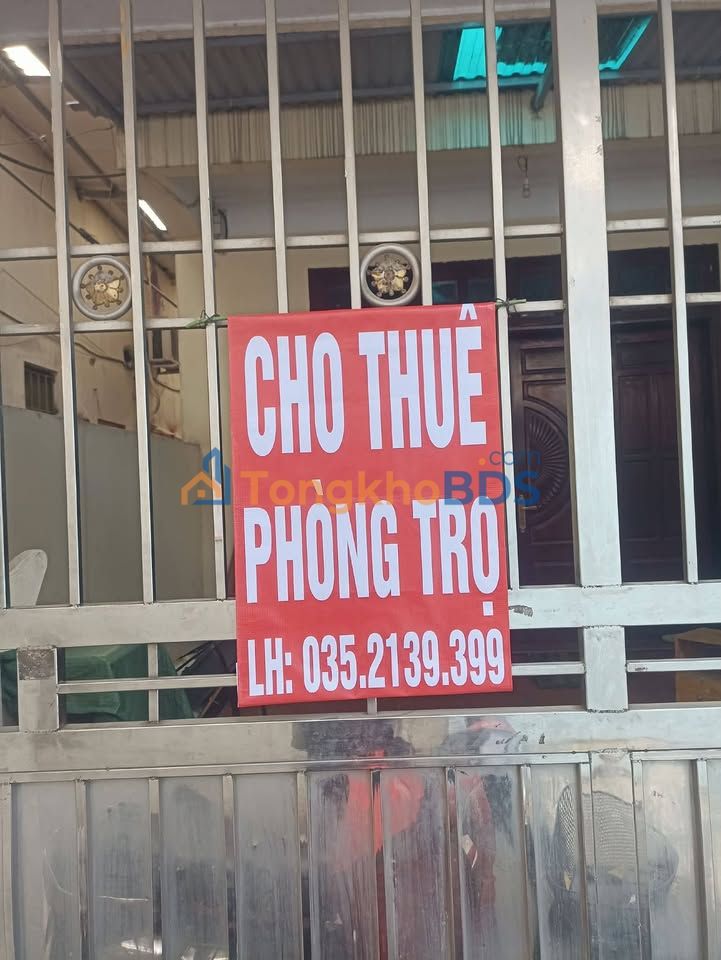 CHO THUÊ
TongkhoBDS.com
PHÒNG TRỌ
LH: 035.2139.399